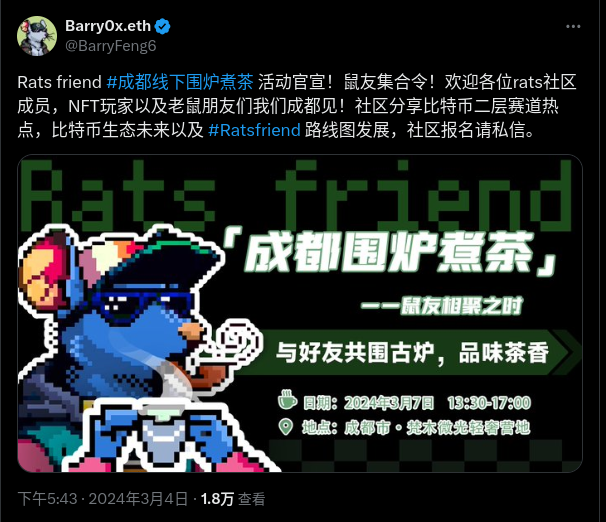 Barry0x.eth
@BarryFeng6
Rats friend #成都线下围炉煮茶 活动官宣！鼠友集合令！欢迎各位rats社区
成员，NFT玩家以及老鼠朋友们我们成都见！社区分享比特币二层赛道热
点，比特币生态未来以及 #Ratsfriend 路线图发展，社区报名请私信。
Rats friend
「成都围炉煮茶」
——鼠友相聚之时
与好友共围古炉，品味茶香
日期：2024年3月7日 13:30-17:00
地点：成都市·梵木微光轻奢营地
下午5:43 · 2024年3月4日 · 1.8万 查看